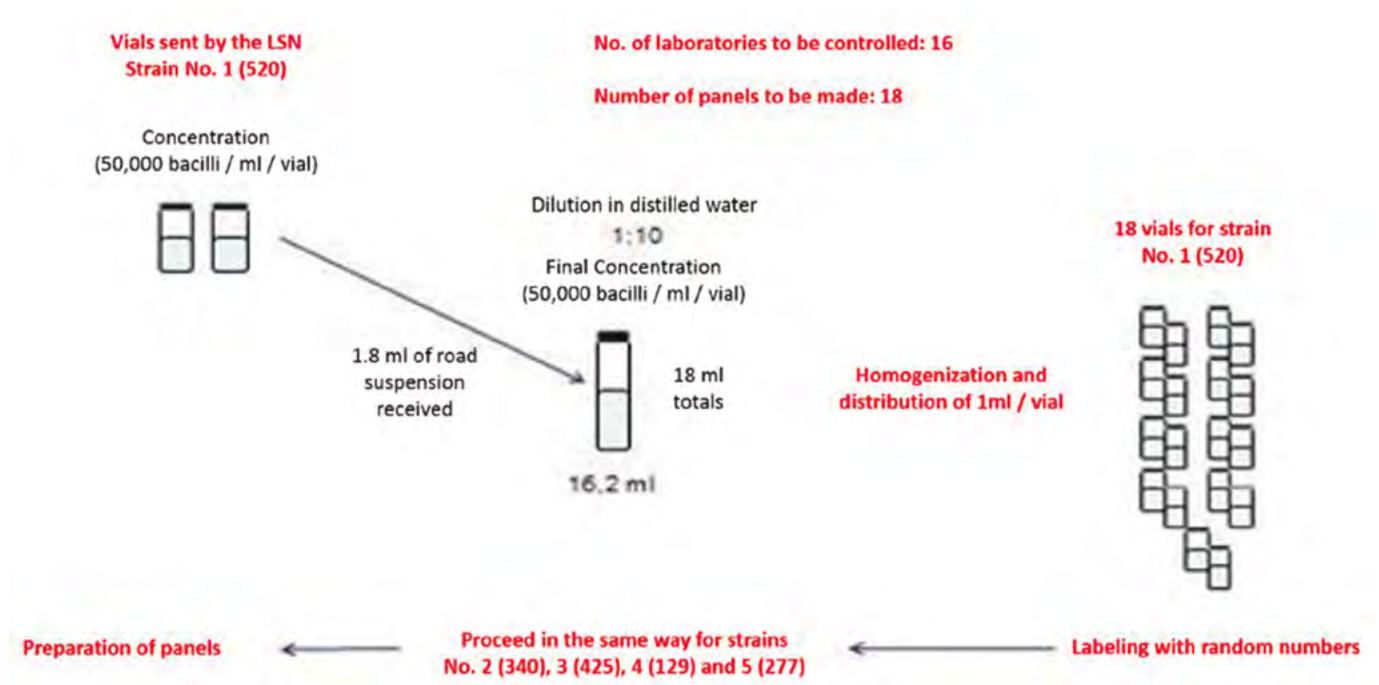 Vials sent by the LSN
Strain No. 1 (520)
No. of laboratories to be controlled: 16
Number of panels to be made: 18
Concentration
(50,000 bacilli / ml / vial)
Dilution in distilled water
1:10
Final Concentration
(50,000 bacilli / ml / vial)
18 vials for strain
No. 1 (520)
1.8 ml of road
suspension
received
18 ml
totals
Homogenization and
distribution of 1ml / vial
16,2 ml
Preparation of panels
Proceed in the same way for strains
No. 2 (340), 3 (425), 4 (129) and 5 (277)
Labeling with random numbers